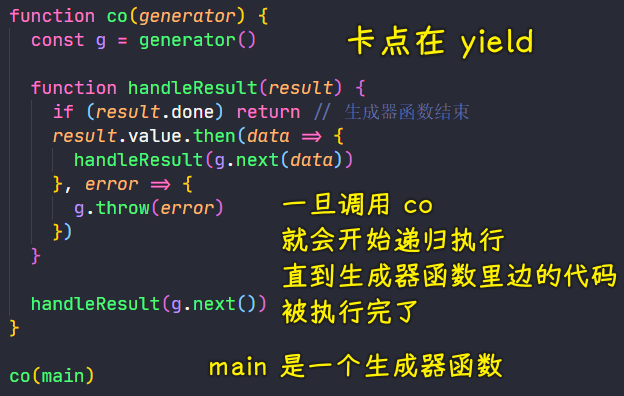 function co(generator) {
const g = generator()
卡点在 yield
function handleResult(result) {
if (result.done) return // 生成器函数结束
result.value.then(data => {
handleResult(g.next(data))
}, error => {
g.throw(error)
})
}
一旦调用 co
就会开始递归执行
直到生成器函数里边的代码
被执行完了
handleResult(g.next())
}
main 是一个生成器函数
co(main)